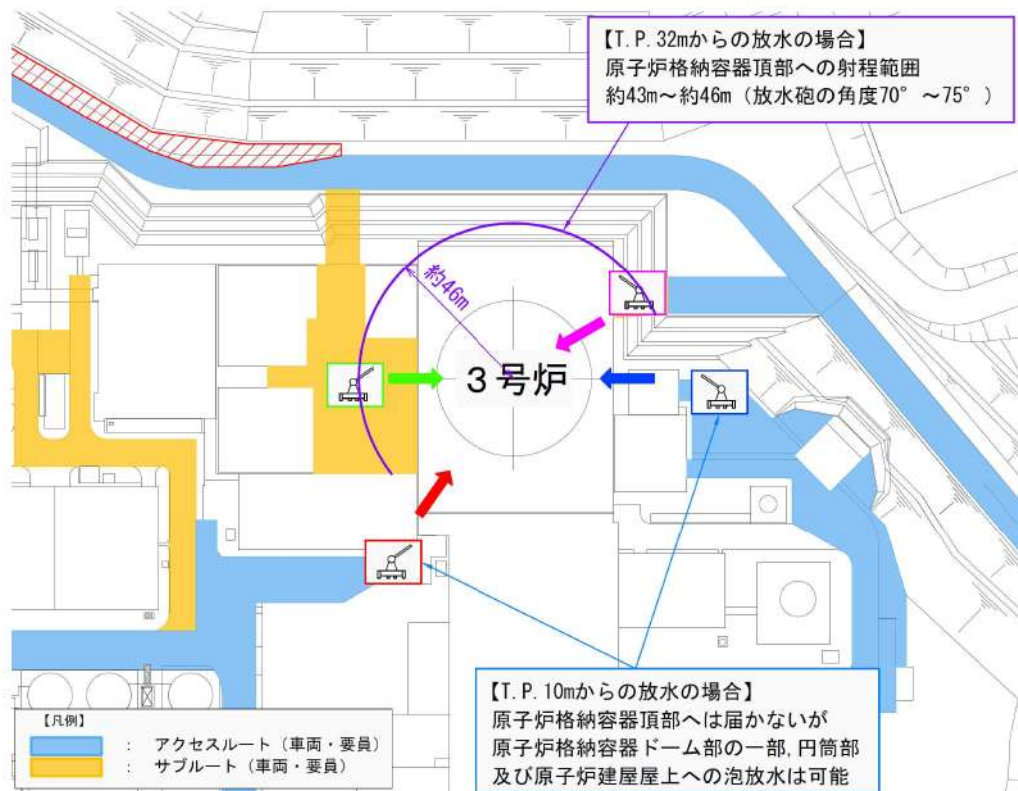 【T.P.32mからの放水の場合】
原子炉格納容器頂部への射程範囲
約43m～約46m（放水砲の角度70°～75°）
約46m
3号炉
【T.P.10mからの放水の場合】
原子炉格納容器頂部へは届かないが
原子炉格納容器ドーム部の一部,円筒部
及び原子炉建屋屋上への泡放水は可能
【凡例】
： アクセスルート（車両・要員）
： サブルート（車両・要員）